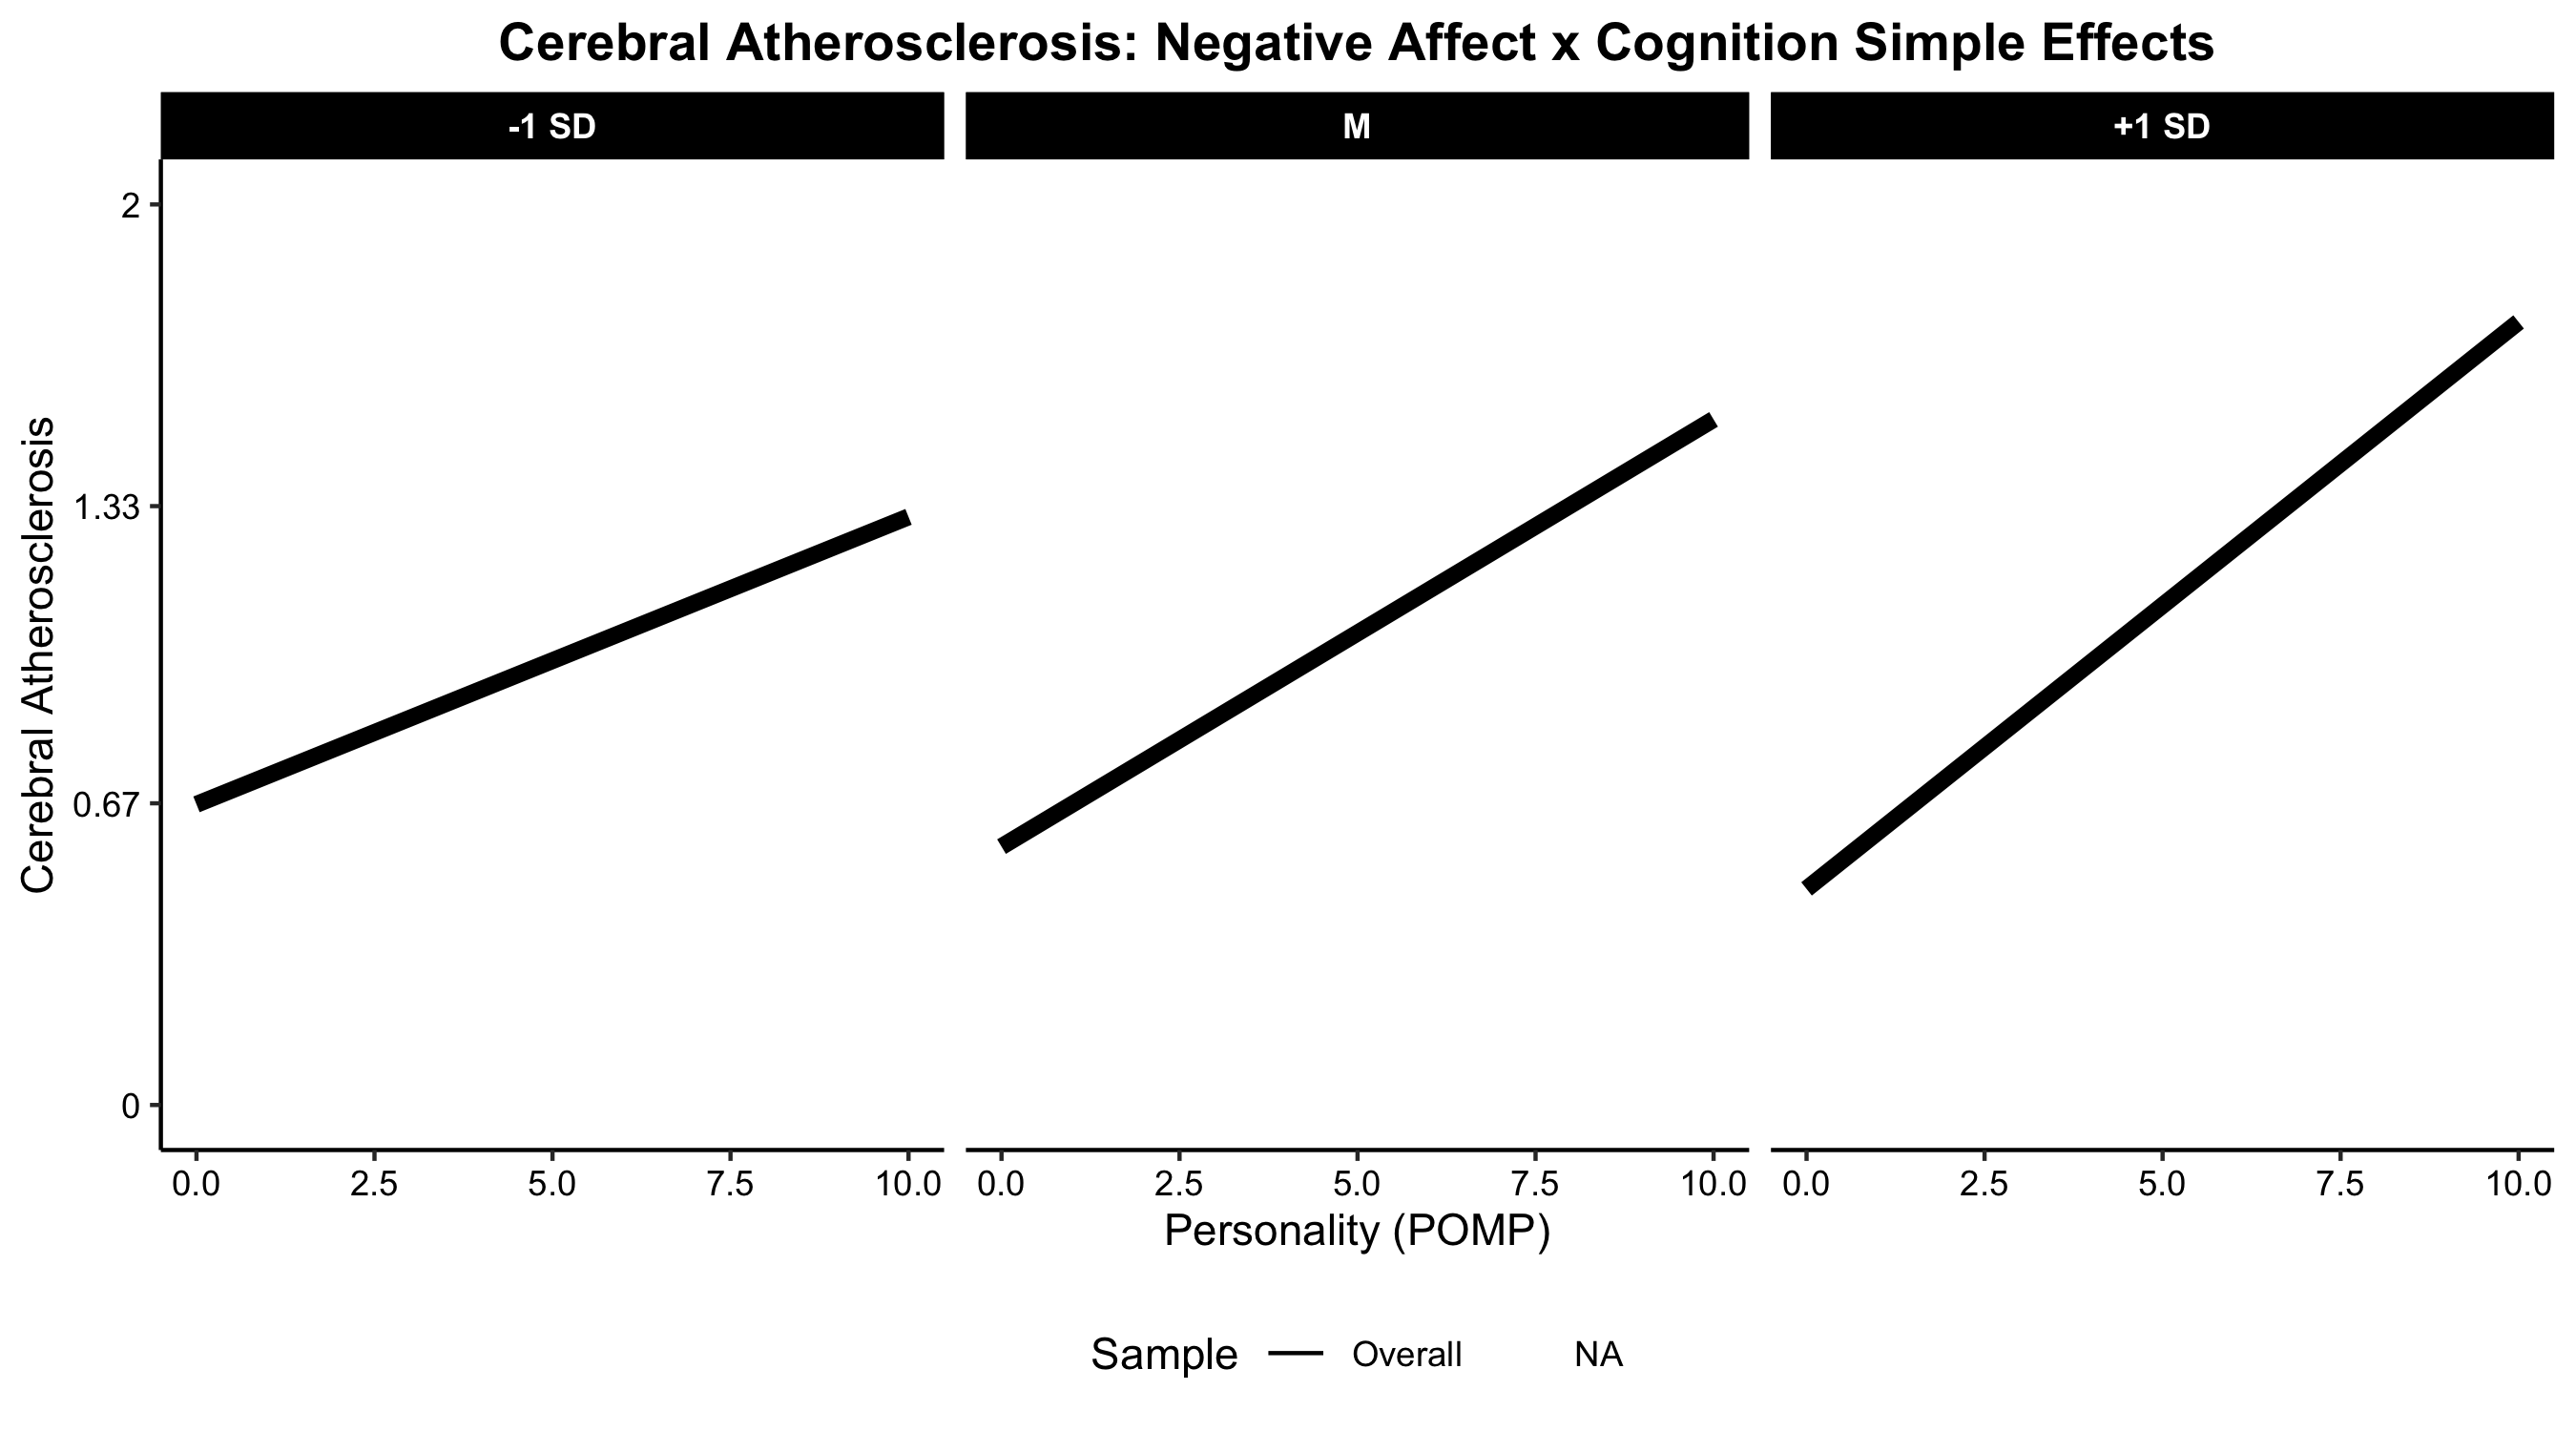 Cerebral Atherosclerosis: Negative Affect x Cognition Simple Effects
-1 SD
M
+1 SD
Cerebral Atherosclerosis
2
1.33
0.67
0
0.0 2.5 5.0 7.5 10.0
0.0 2.5 5.0 7.5 10.0
0.0 2.5 5.0 7.5 10.0
Personality (POMP)
Sample Overall NA